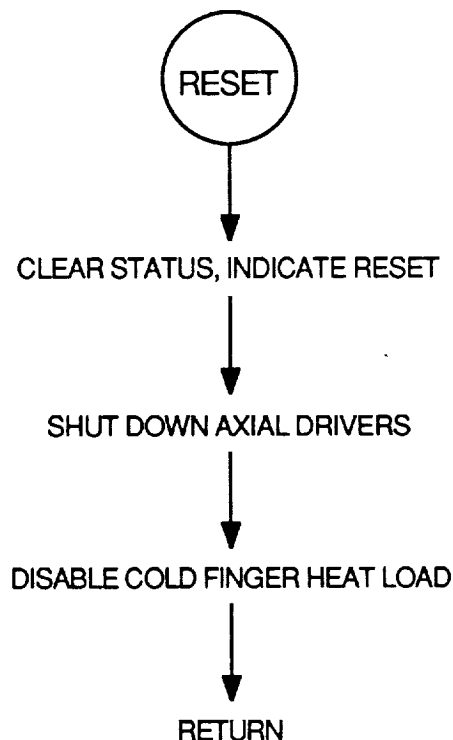 RESET
CLEAR STATUS, INDICATE RESET
SHUT DOWN AXIAL DRIVERS
DISABLE COLD FINGER HEAT LOAD
RETURN